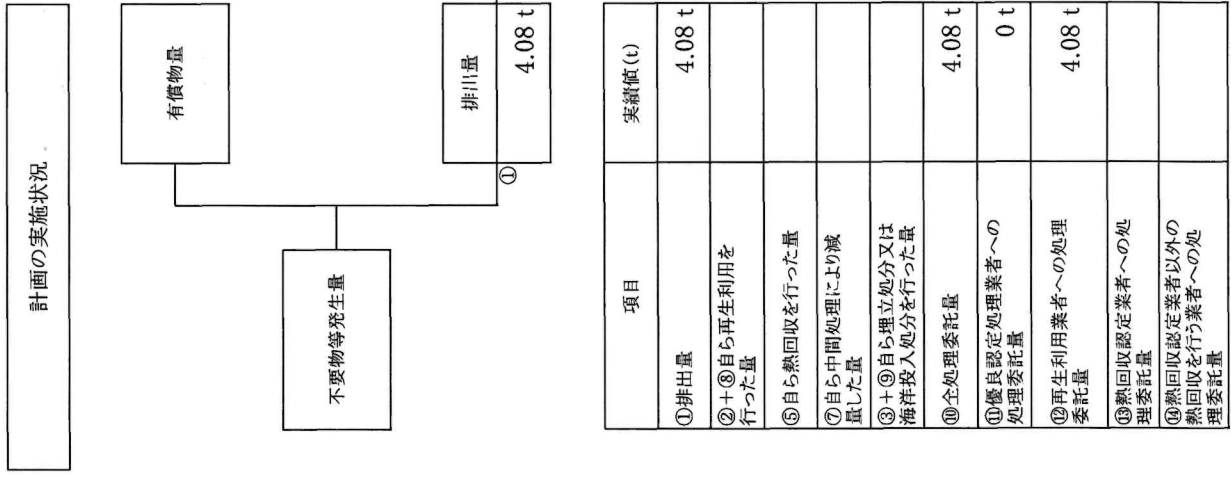 計画の実施状況
有償物量
不要物等発生量
排出量
①
4.08 t
項目
実績値(t)
①排出量
4.08 t
②+⑧自ら再生利用を
行った量
⑤自ら熱回収を行った量
⑦自ら中間処理により減
量した量
③+⑨自ら埋立処分又は
海洋投入処分を行った量
⑩全処理委託量
4.08 t
⑪優良認定処理業者への
処理委託量
0 t
⑫再生利用業者への処理
委託量
4.08 t
⑬熱回収認定業者への処
理委託量
⑭熱回収認定業者以外の
熱回収を行う業者への処
理委託量